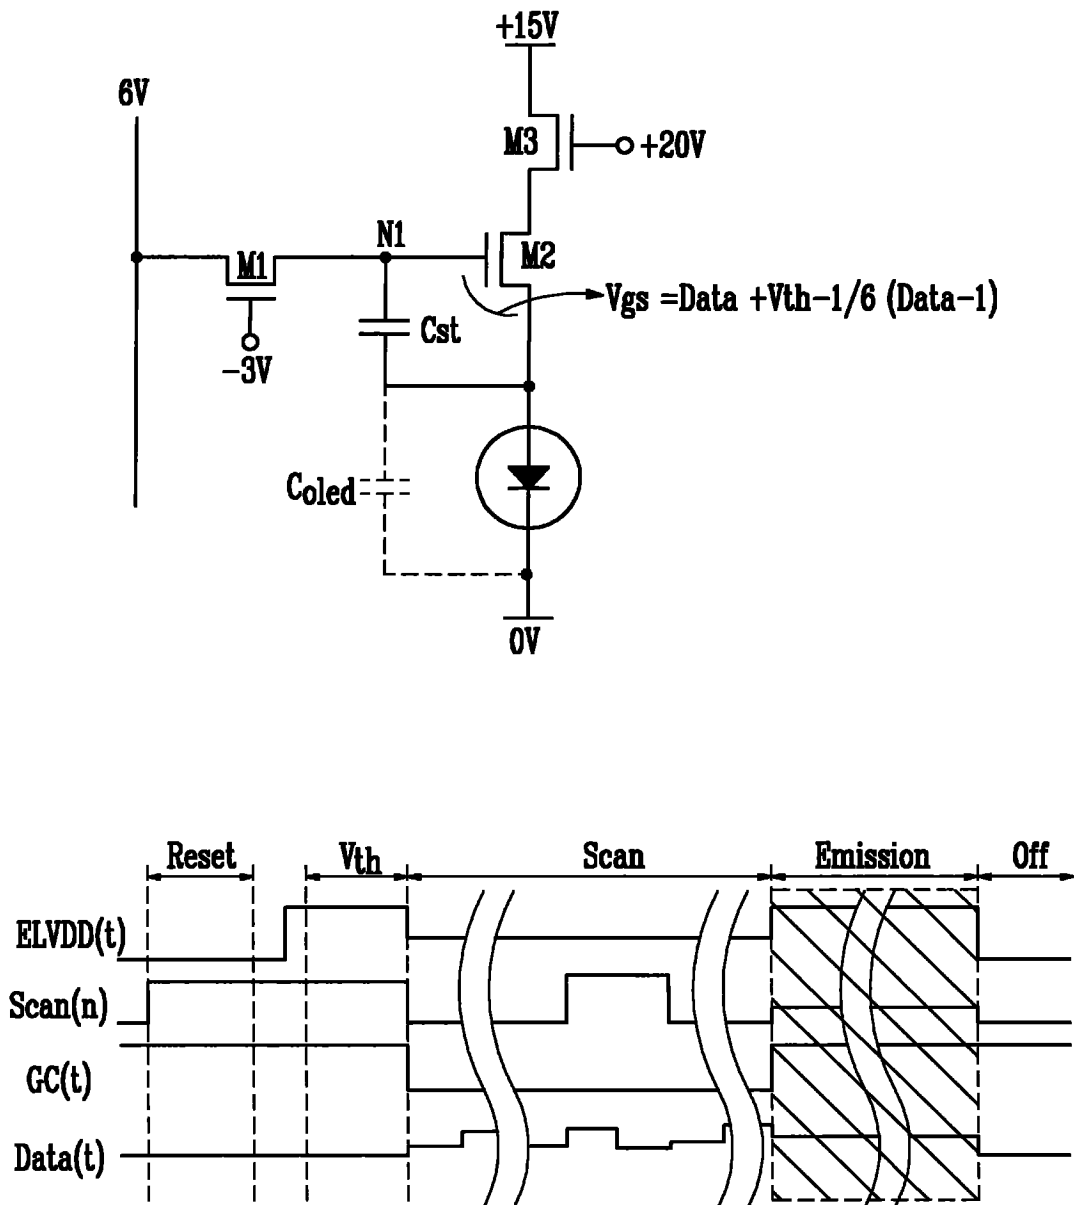 +15V
6V
M3
+20V
N1
M1
M2
Vgs =Data +Vth-1/6 (Data-1)
Cst
-3V
Coled
0V
Reset
Vth
Scan
Emission
Off
ELVDD(t)
Scan(n)
GC(t)
Data(t)